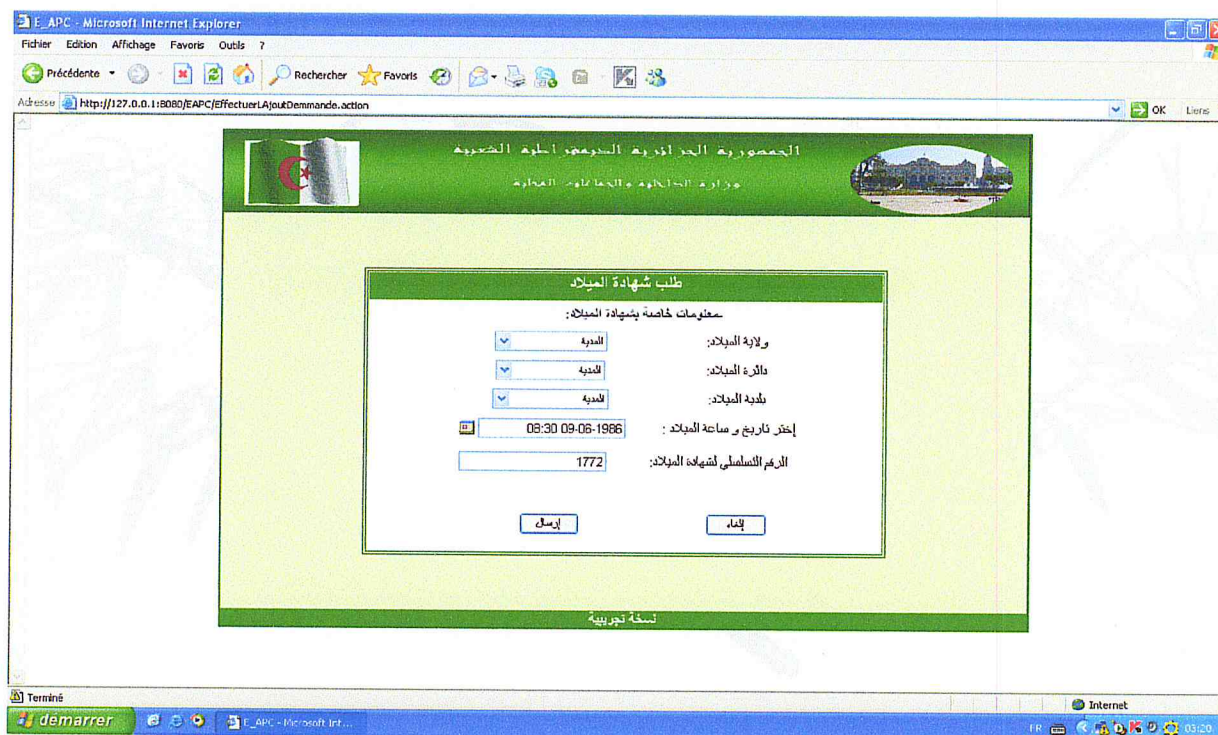 E_APC - Microsoft Internet Explorer
Fichier Edition Affichage Favoris Outils ?
Précédente Rechercher Favoris
Adresse http://127.0.0.1:8080/EAPC/EffectuerLAjoutDemmande.action OK Liens
الجمهورية الجزائرية الديمقراطية الشعبية
وزارة الداخلية والجماعات المحلية
طلب شهادة الميلاد
معلومات خاصة بشهادة الميلاد:
ولاية الميلاد: المدية
دائرة الميلاد: المدية
بلدية الميلاد: المدية
إختر تاريخ و ساعة الميلاد : 08:30 09-06-1986
الرقم التسلسلي لشهادة الميلاد: 1772
إلغاء إرسال
نسخة تجريبية
Terminé Internet
démarrer E_APC - Microsoft Int... FR 03:20